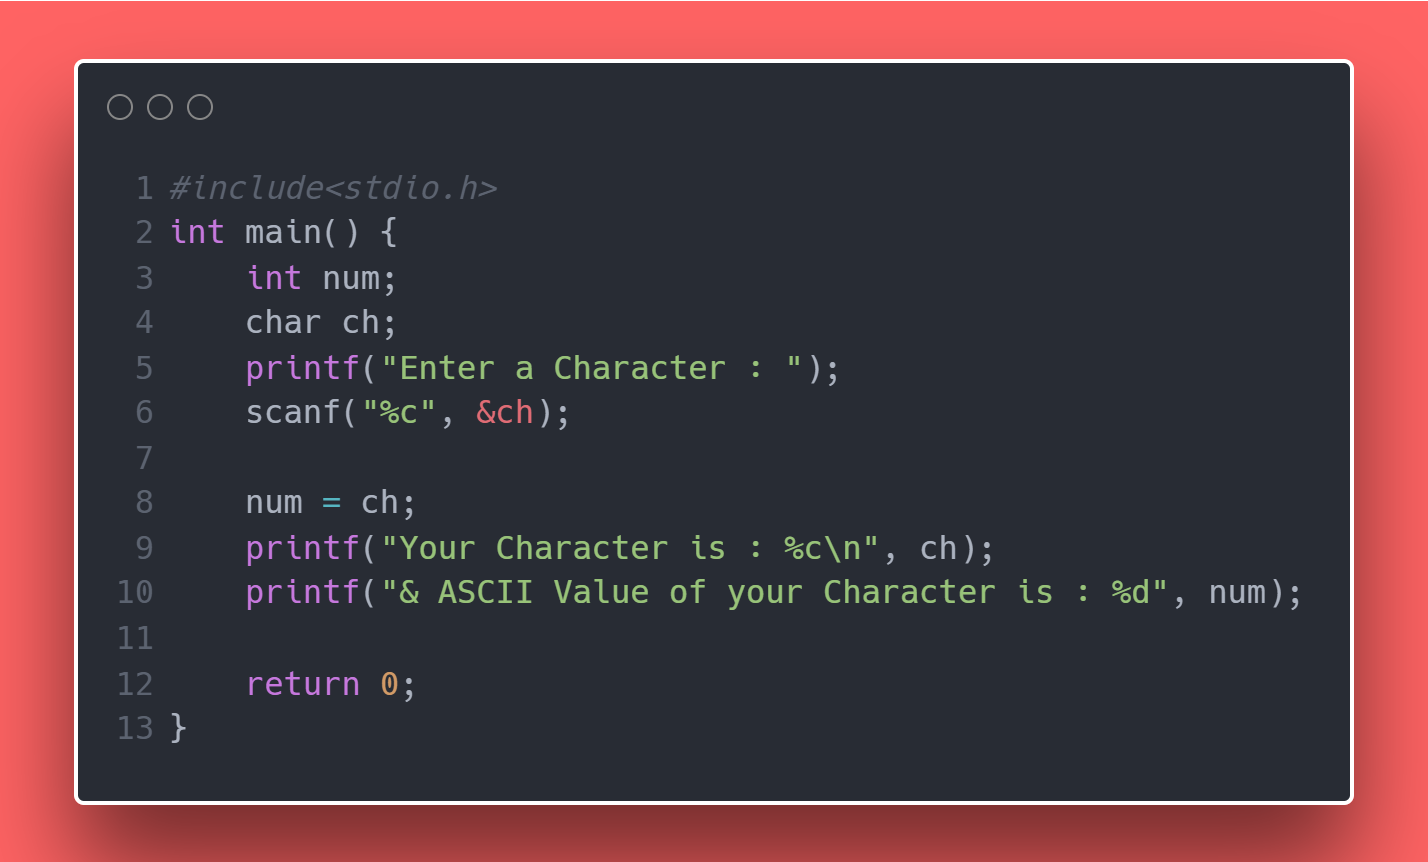 1 #include<stdio.h>
2 int main() {
3     int num;
4     char ch;
5     printf("Enter a Character : ");
6     scanf("%c", &ch);
7
8     num = ch;
9     printf("Your Character is : %c\n", ch);
10     printf("& ASCII Value of your Character is : %d", num);
11
12     return 0;
13 }